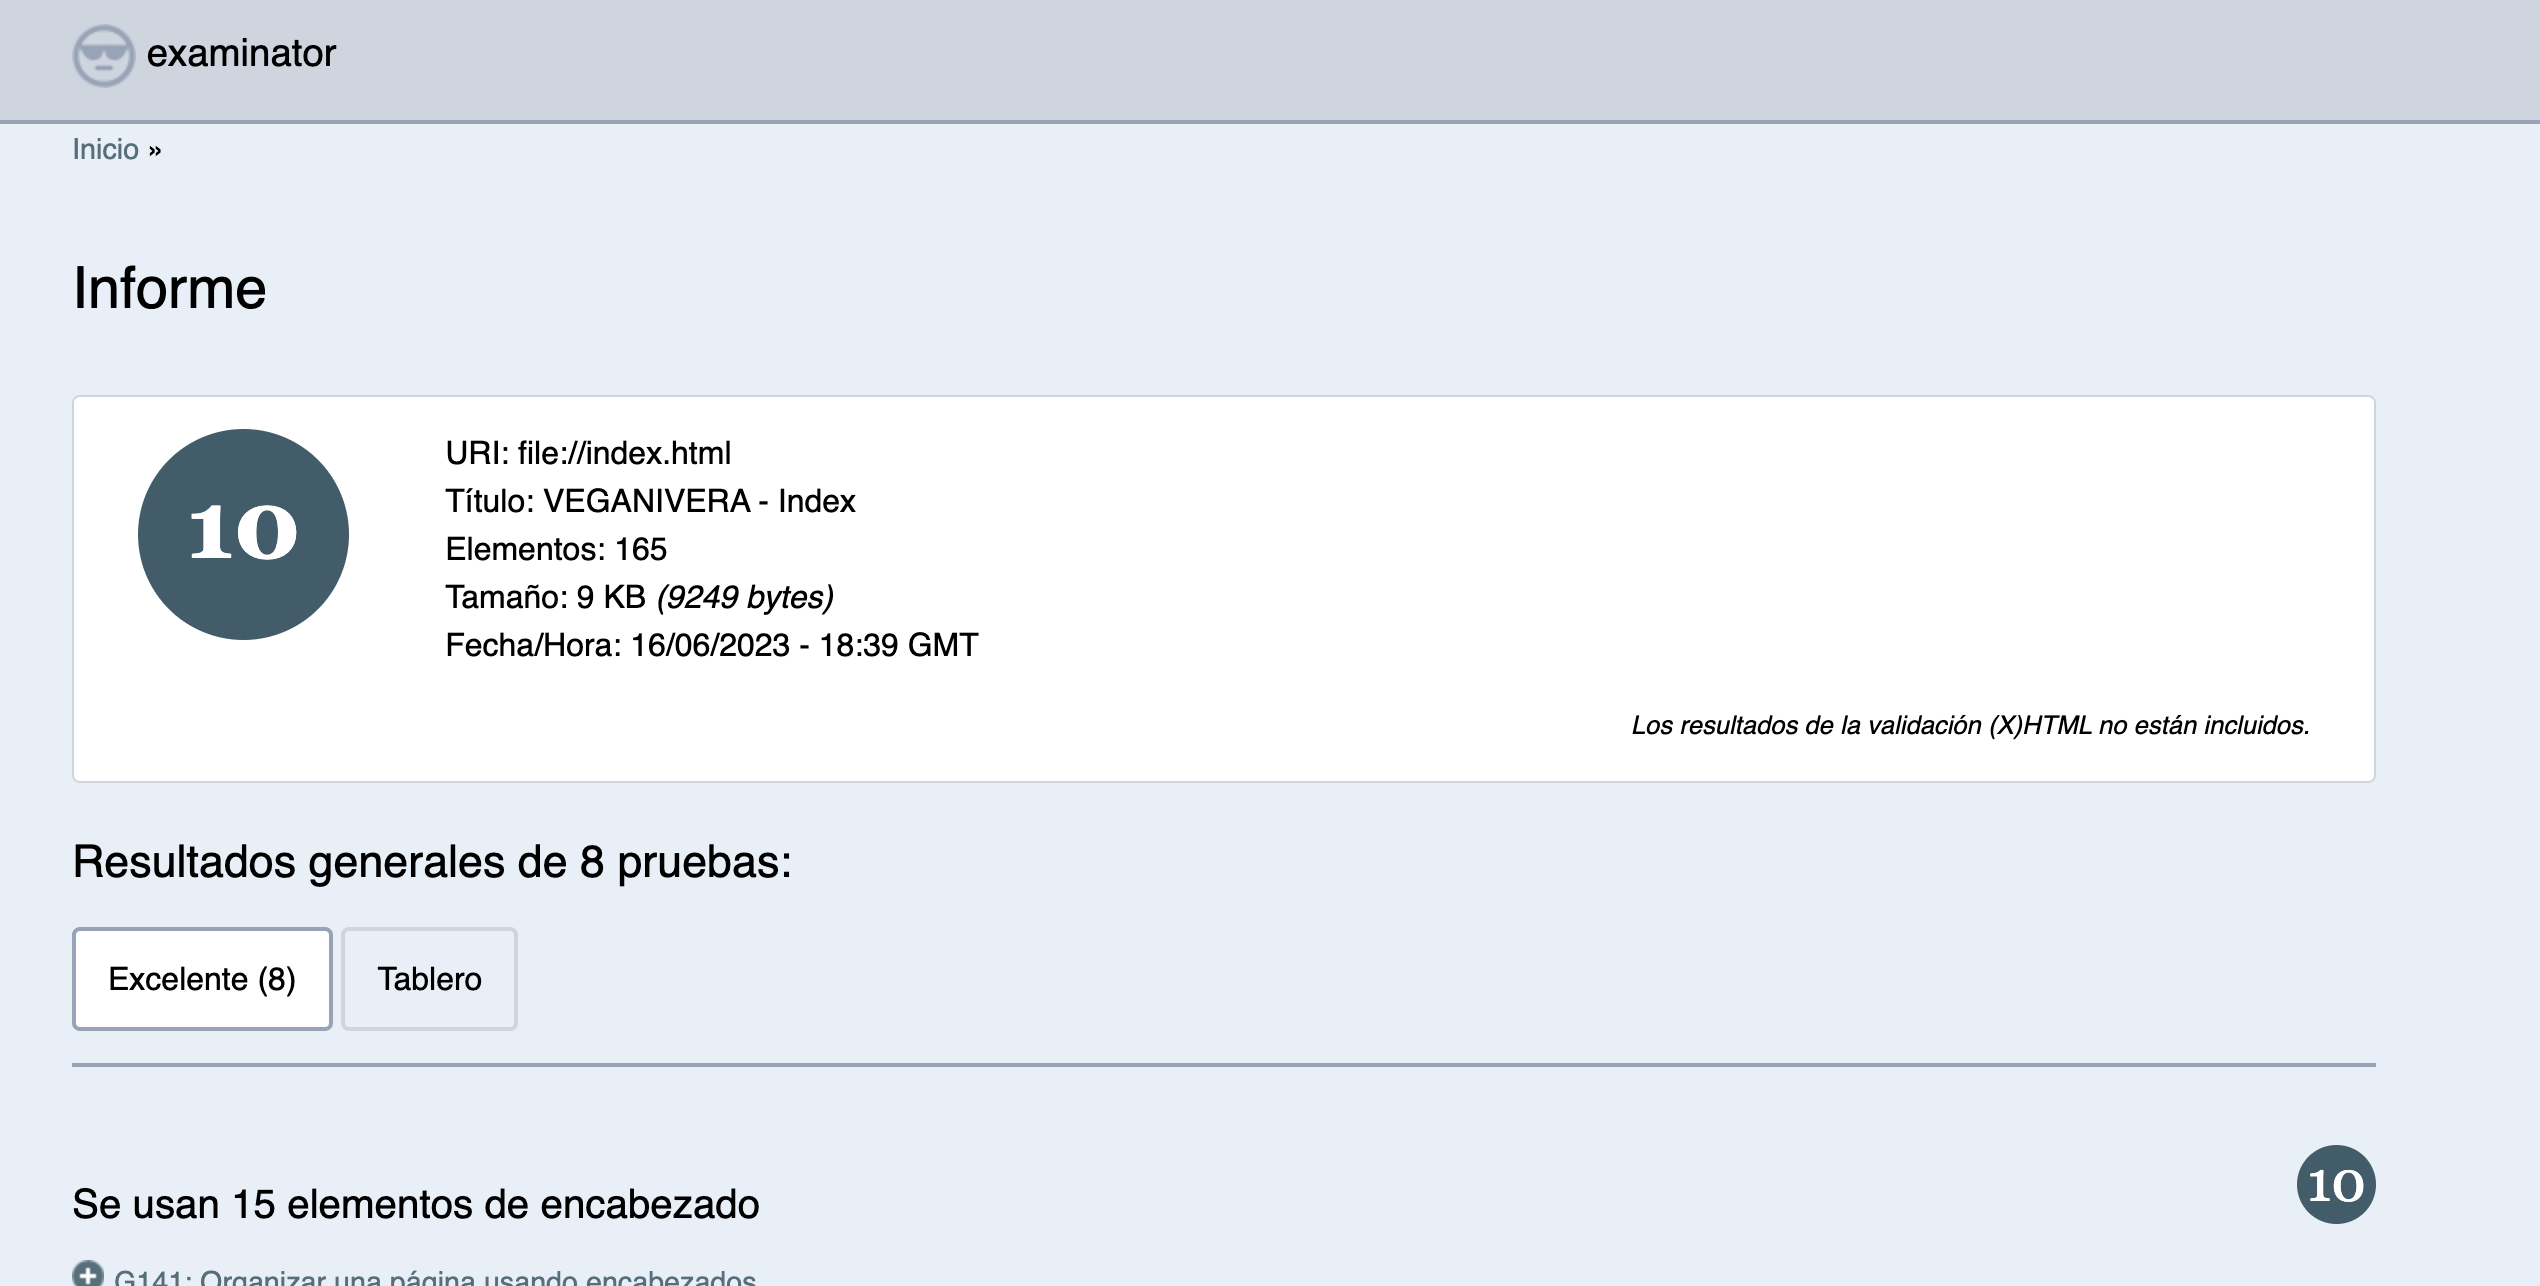 examinator
Inicio »
Informe
10
URI: file://index.html
Título: VEGANIVERA - Index
Elementos: 165
Tamaño: 9 KB (9249 bytes)
Fecha/Hora: 16/06/2023 - 18:39 GMT
Los resultados de la validación (X)HTML no están incluidos.
Resultados generales de 8 pruebas:
Excelente (8) Tablero
10
Se usan 15 elementos de encabezado
G141: Organizar una página usando encabezados